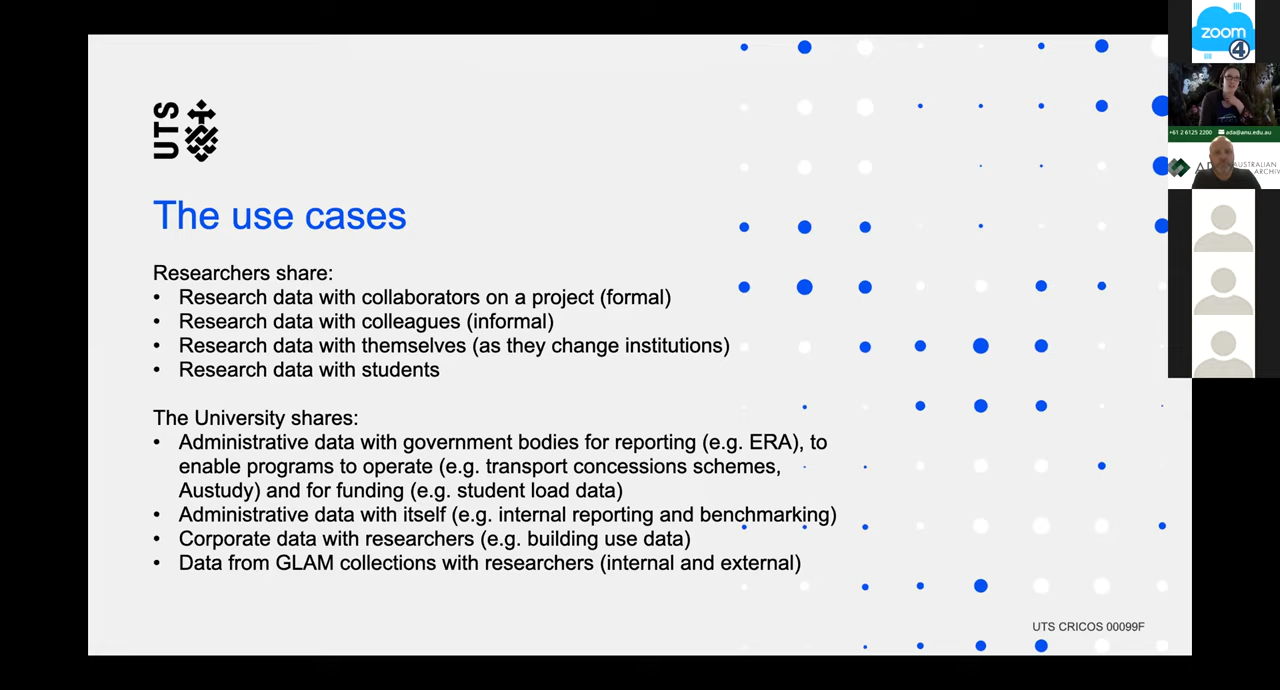 UTS
The use cases
Researchers share:
• Research data with collaborators on a project (formal)
• Research data with colleagues (informal)
• Research data with themselves (as they change institutions)
• Research data with students
The University shares:
• Administrative data with government bodies for reporting (e.g. ERA), to
enable programs to operate (e.g. transport concessions schemes,
Austudy) and for funding (e.g. student load data)
• Administrative data with itself (e.g. internal reporting and benchmarking)
• Corporate data with researchers (e.g. building use data)
• Data from GLAM collections with researchers (internal and external)
UTS CRICOS 00099F
zoom
4
+61 2 6125 2200 ada@anu.edu.au
AUSTRALIAN